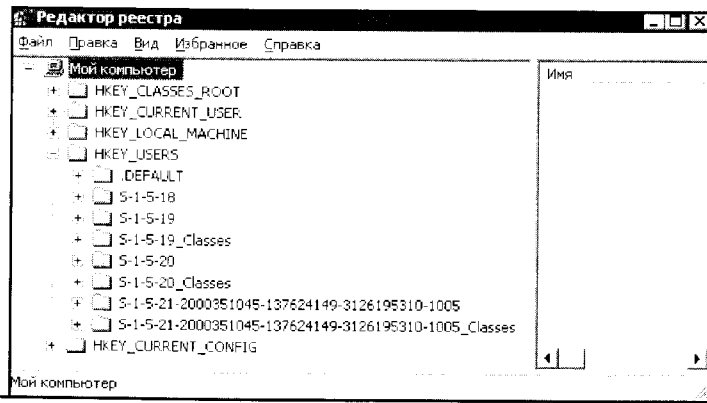 Редактор реестра
Файл Правка Вид Избранное Справка
Мой компьютер
Имя
HKEY_CLASSES_ROOT
HKEY_CURRENT_USER
HKEY_LOCAL_MACHINE
HKEY_USERS
.DEFAULT
S-1-5-18
S-1-5-19
S-1-5-19_Classes
S-1-5-20
S-1-5-20_Classes
S-1-5-21-2000351045-137624149-3126195310-1005
S-1-5-21-2000351045-137624149-3126195310-1005_Classes
HKEY_CURRENT_CONFIG
Мой компьютер